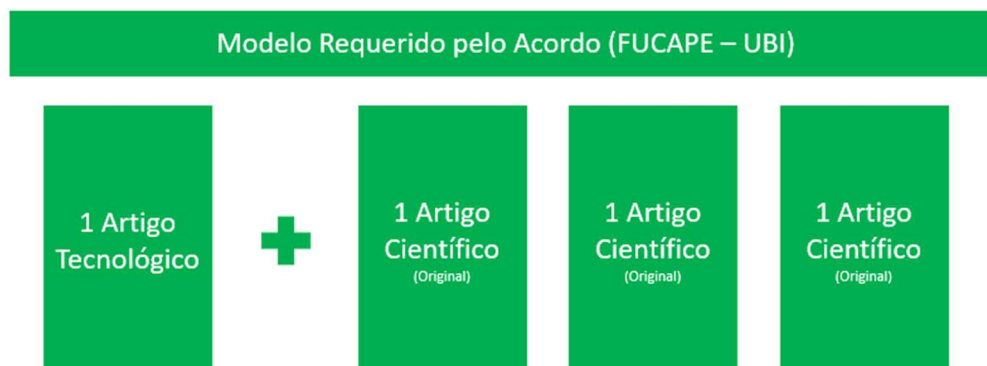 Modelo Requerido pelo Acordo (FUCAPE – UBI)
1 Artigo
Tecnológico
1 Artigo
Científico
(Original)
1 Artigo
Científico
(Original)
1 Artigo
Científico
(Original)